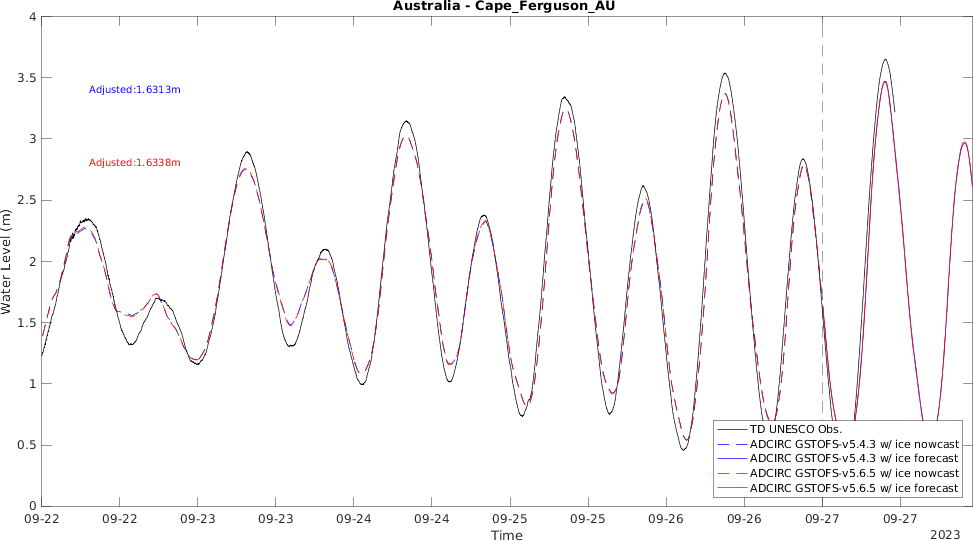 Australia - Cape_Ferguson_AU
4
3.5
3
2.5
2
1.5
1
0.5
0
Water Level (m)
Adjusted:1.6313m
Adjusted:1.6338m
TD UNESCO Obs.
ADCIRC GSTOFS-v5.4.3 w/ ice nowcast
ADCIRC GSTOFS-v5.4.3 w/ ice forecast
ADCIRC GSTOFS-v5.6.5 w/ ice nowcast
ADCIRC GSTOFS-v5.6.5 w/ ice forecast
09-22 09-22 09-23 09-23 09-24 09-24 09-25 09-25 09-26 09-26 09-27 09-27
Time
2023